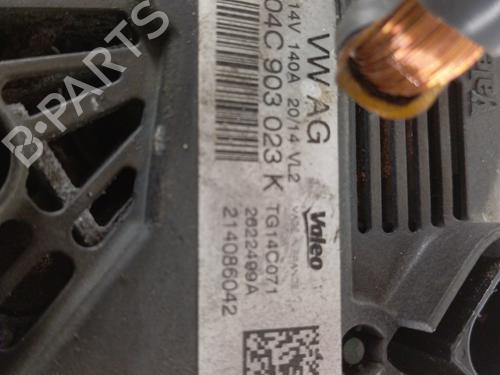 VW AG
14V 140A 20/14 VL2
04C 903 023 K
Valeo
TG14C071
2622499A
214086042
B-PARTS